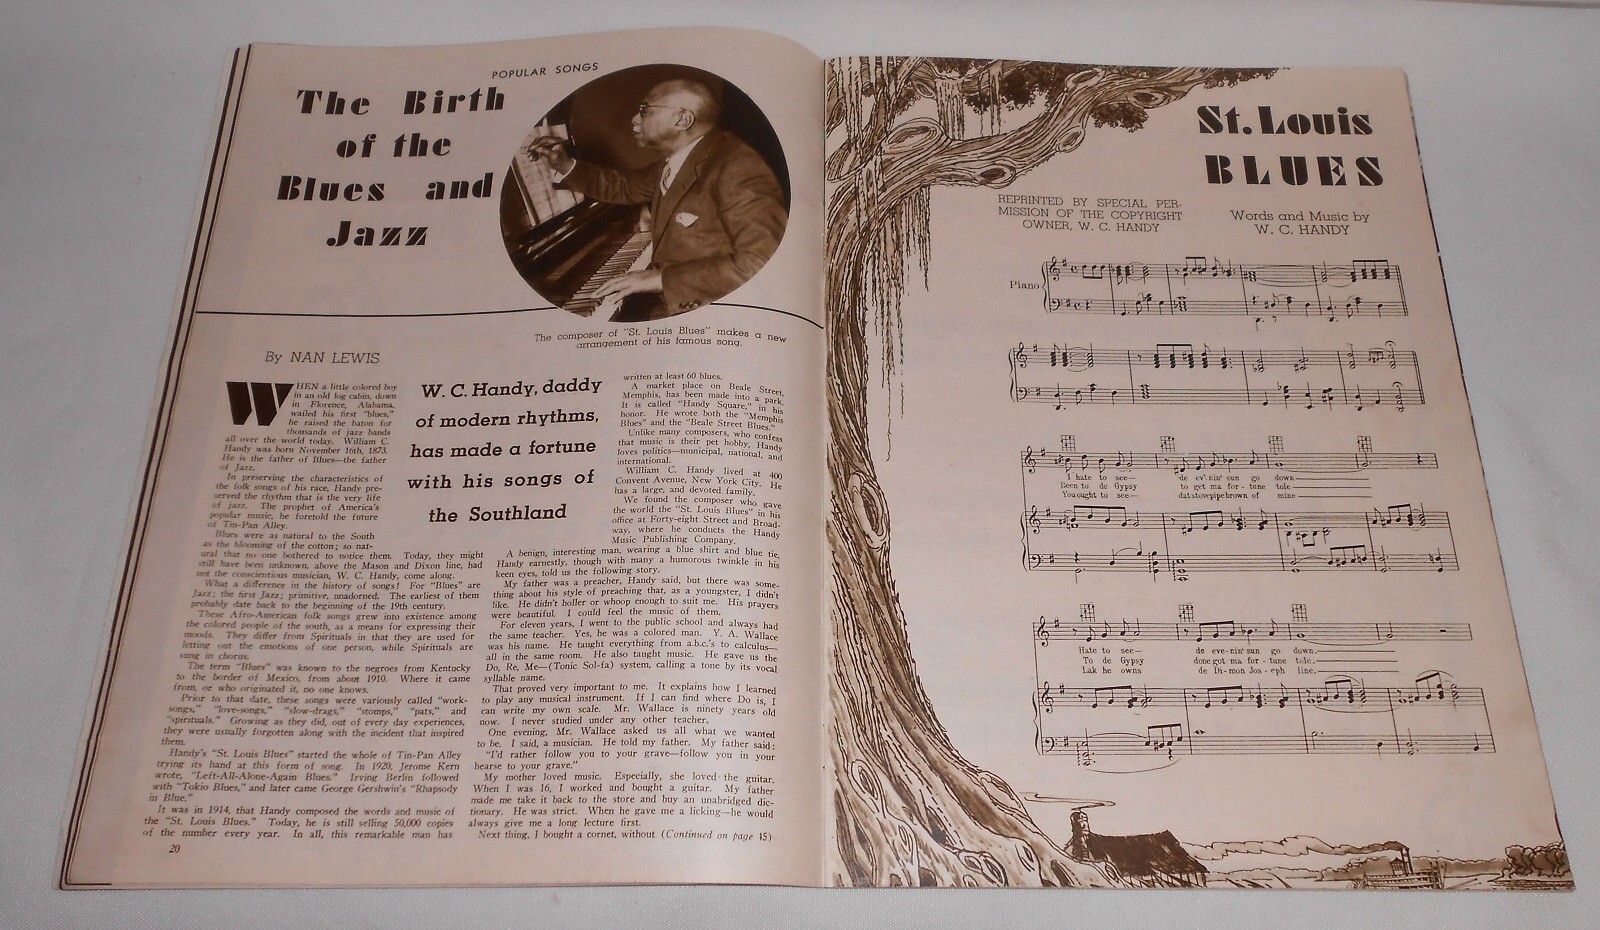 POPULAR SONGS
The Birth
of the
Blues and
Jazz
The composer of "St. Louis Blues" makes a new
arrangement of his famous song.
By NAN LEWIS
WHEN a little colored boy
in an old log cabin, down
in Florence, Alabama,
wailed his first "blues,"
he raised the baton for
thousands of jazz bands
all over the world today. William C.
Handy was born November 16th, 1873.
He is the father of Blues—the father
of Jazz.
In preserving the characteristics of
the folk songs of his race, Handy pre-
served the rhythm that is the very life
of jazz. The prophet of America's
popular music, he foretold the future
of Tin-Pan Alley.
Blues were as natural to the South
as the blooming of the cotton; so nat-
ural that no one bothered to notice them. Today, they might
still have been unknown, above the Mason and Dixon line, had
not the conscientious musician, W. C. Handy, come along.
What a difference in the history of songs! For "Blues" are
Jazz; the first Jazz; primitive, unadorned. The earliest of them
probably date back to the beginning of the 19th century.
These Afro-American folk songs grew into existence among
the colored people of the south, as a means for expressing their
moods. They differ from Spirituals in that they are used for
letting out the emotions of one person, while Spirituals are
sung in chorus.
The term "Blues" was known to the negroes from Kentucky
to the border of Mexico, from about 1910. Where it came
from, or who originated it, no one knows.
Prior to that date, these songs were variously called "work-
songs," "love-songs," "slow-drags," "stomps," "pats," and
"spirituals." Growing as they did, out of every day experiences,
they were usually forgotten along with the incident that inspired
them.
Handy's "St. Louis Blues" started the whole of Tin-Pan Alley
trying its hand at this form of song. In 1920, Jerome Kern
wrote, "Left-All-Alone-Again Blues." Irving Berlin followed
with "Tokio Blues," and later came George Gershwin's "Rhapsody
in Blue."
It was in 1914, that Handy composed the words and music of
the "St. Louis Blues." Today, he is still selling 50,000 copies
of the number every year. In all, this remarkable man has
20
W. C. Handy, daddy
of modern rhythms,
has made a fortune
with his songs of
the Southland
written at least 60 blues.
A market place on Beale Street,
Memphis, has been made into a park.
It is called "Handy Square," in his
honor. He wrote both the "Memphis
Blues" and the "Beale Street Blues."
Unlike many composers, who confess
that music is their pet hobby, Handy
loves politics—municipal, national, and
international.
William C. Handy lived at 400
Convent Avenue, New York City. He
has a large, and devoted family.
We found the composer who gave
the world the "St. Louis Blues" in his
office at Forty-eight Street and Broad-
way, where he conducts the Handy
Music Publishing Company.
A benign, interesting man, wearing a blue shirt and blue tie,
Handy earnestly, though with many a humorous twinkle in his
keen eyes, told us the following story.
My father was a preacher, Handy said, but there was some-
thing about his style of preaching that, as a youngster, I didn't
like. He didn't holler or whoop enough to suit me. His prayers
were beautiful. I could feel the music of them.
For eleven years, I went to the public school and always had
the same teacher. Yes, he was a colored man. Y. A. Wallace
was his name. He taught everything from a.b.c.'s to calculus—
all in the same room. He also taught music. He gave us the
Do, Re, Me—(Tonic Sol-fa) system, calling a tone by its vocal
syllable name.
That proved very important to me. It explains how I learned
to play any musical instrument. If I can find where Do is, I
can write my own scale. Mr. Wallace is ninety years old
now. I never studied under any other teacher.
One evening, Mr. Wallace asked us all what we wanted
to be. I said, a musician. He told my father. My father said:
"I'd rather follow you to your grave—follow you in your
hearse to your grave."
My mother loved music. Especially, she loved the guitar.
When I was 16, I worked and bought a guitar. My father
made me take it back to the store and buy an unabridged dic-
tionary. He was strict. When he gave me a licking—he would
always give me a long lecture first.
Next thing, I bought a cornet, without (Continued on page 45)
St. Louis
BLUES
REPRINTED BY SPECIAL PER-
MISSION OF THE COPYRIGHT
OWNER, W. C. HANDY
Words and Music by
W. C. HANDY
Piano
I hate to see— de ev'-nin' sun go down
Been to de Gypsy to get ma for-tune tole
You ought to see— dat stovepipe brown of mine
Hate to see— de eve-nin' sun go down.
To de Gypsy done got ma for-tune tole.
Lak he owns de Di-mon Jos-eph line.